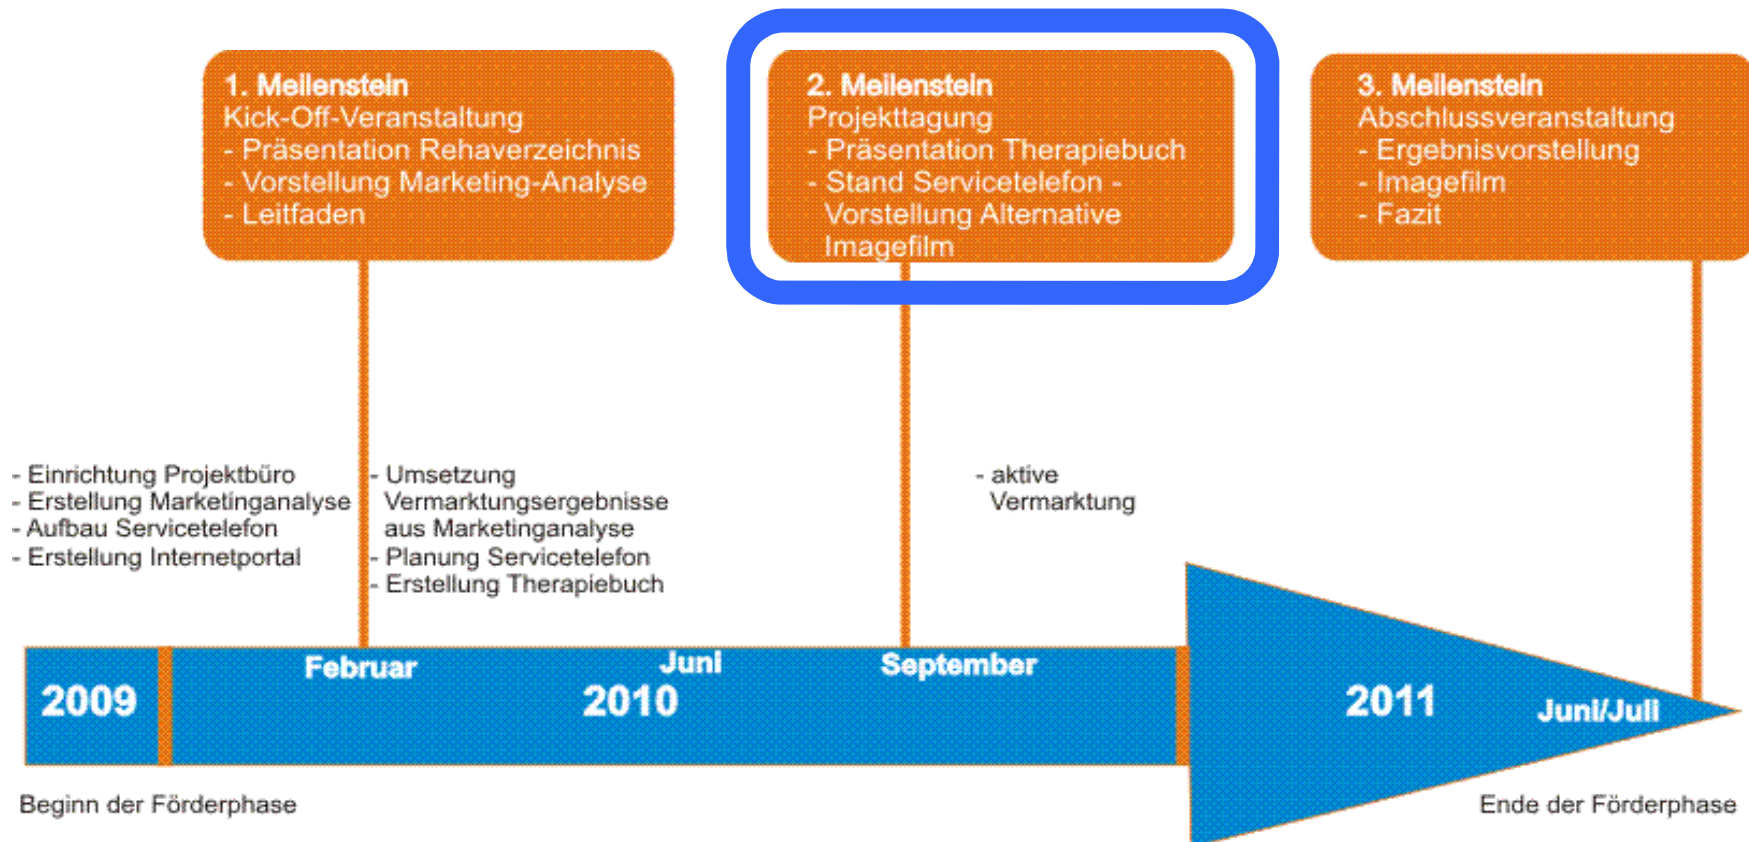 1. Meilenstein
Kick-Off-Veranstaltung
- Präsentation Rehaverzeichnis
- Vorstellung Marketing-Analyse
- Leitfaden
2. Meilenstein
Projekttagung
- Präsentation Therapiebuch
- Stand Servicetelefon -
Vorstellung Alternative
Imagefilm
3. Meilenstein
Abschlussveranstaltung
- Ergebnisvorstellung
- Imagefilm
- Fazit
- Einrichtung Projektbüro
- Erstellung Marketinganalyse
- Aufbau Servicetelefon
- Erstellung Internetportal
- Umsetzung
Vermarktungsergebnisse
aus Marketinganalyse
- Planung Servicetelefon
- Erstellung Therapiebuch
- aktive
Vermarktung
Februar
Juni
September
2009
2010
2011
Juni/Juli
Beginn der Förderphase
Ende der Förderphase